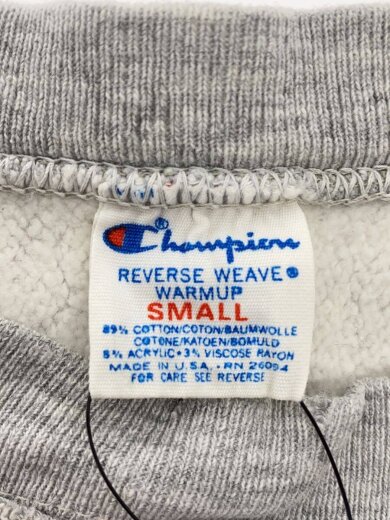 Champion®
REVERSE WEAVE®
WARMUP
SMALL
89% COTTON/COTON/BAUMWOLLE
COTONE/KATOEN/BOMULD
8% ACRYLIC • 3% VISCOSE RAYON
MADE IN U.S.A. • RN 26094
FOR CARE SEE REVERSE